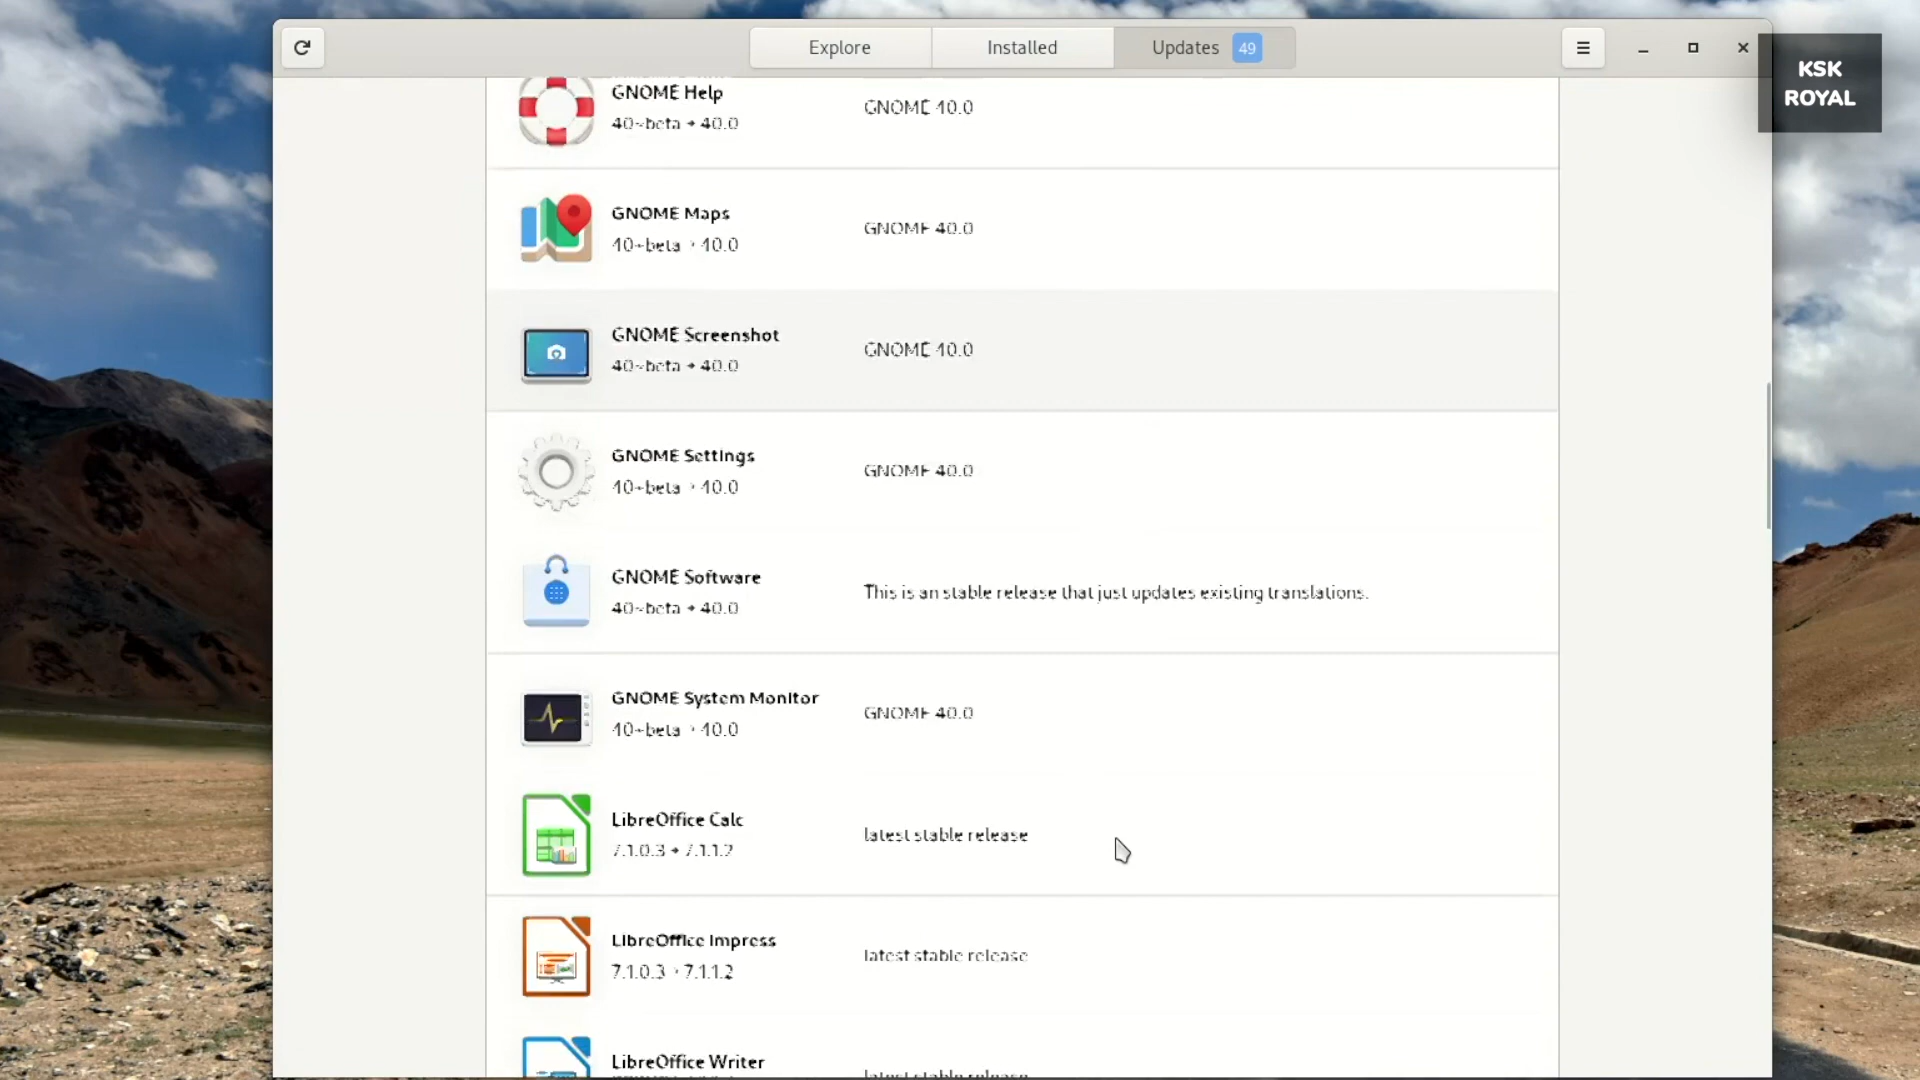 Explore
Installed
Updates 49
KSK
ROYAL
GNOME Help
40~beta → 40.0
GNOME 40.0
GNOME Maps
40~beta → 40.0
GNOME 40.0
GNOME Screenshot
40~beta → 40.0
GNOME 40.0
GNOME Settings
40~beta → 40.0
GNOME 40.0
GNOME Software
40~beta → 40.0
This is an stable release that just updates existing translations.
GNOME System Monitor
40~beta → 40.0
GNOME 40.0
LibreOffice Calc
7.1.0.3 → 7.1.1.2
latest stable release
LibreOffice Impress
7.1.0.3 → 7.1.1.2
latest stable release
LibreOffice Writer
latest stable release